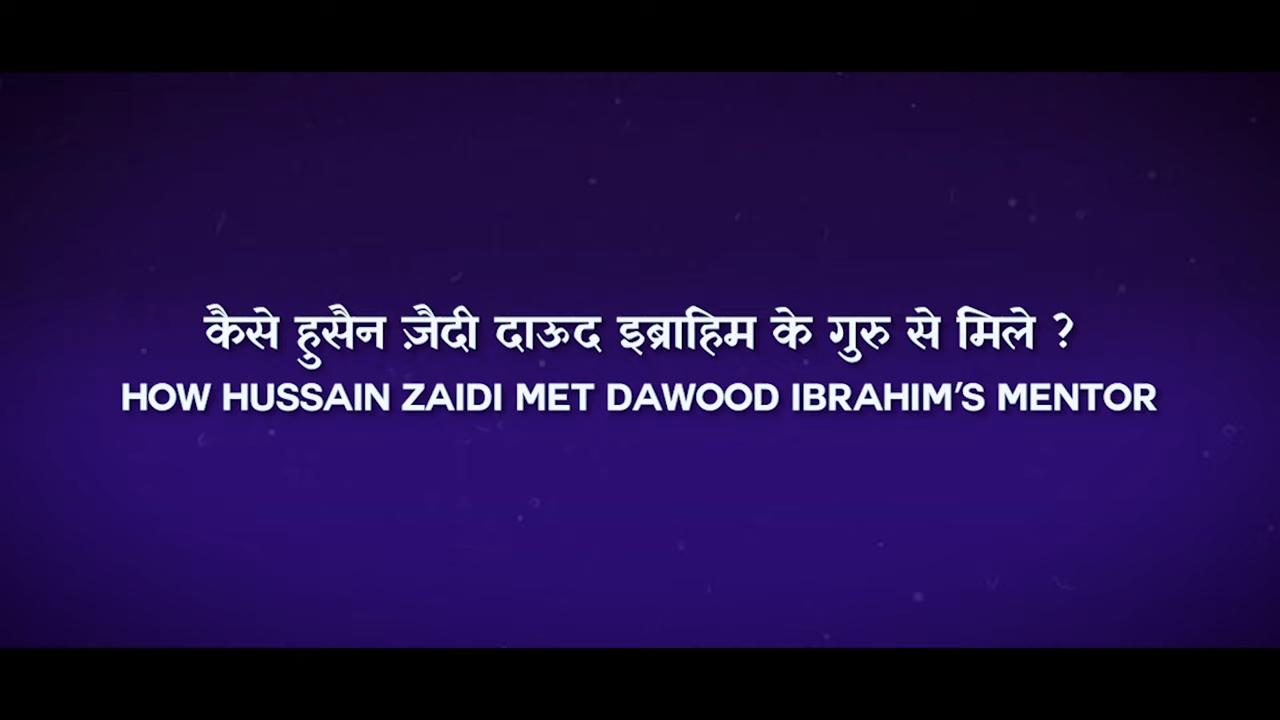 कैसे हुसैन ज़ैदी दाऊद इब्राहिम के गुरु से मिले ?
HOW HUSSAIN ZAIDI MET DAWOOD IBRAHIM'S MENTOR